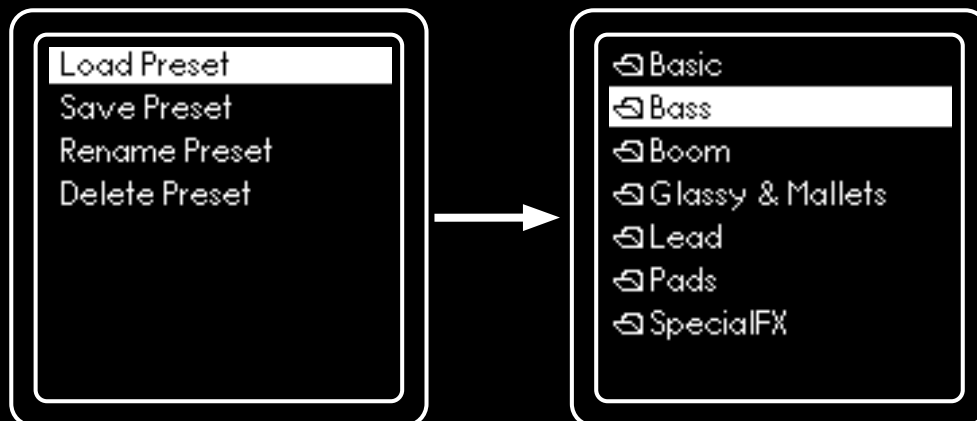 Load Preset
Save Preset
Rename Preset
Delete Preset
Basic
Bass
Boom
Glassy & Mallets
Lead
Pads
SpecialFX